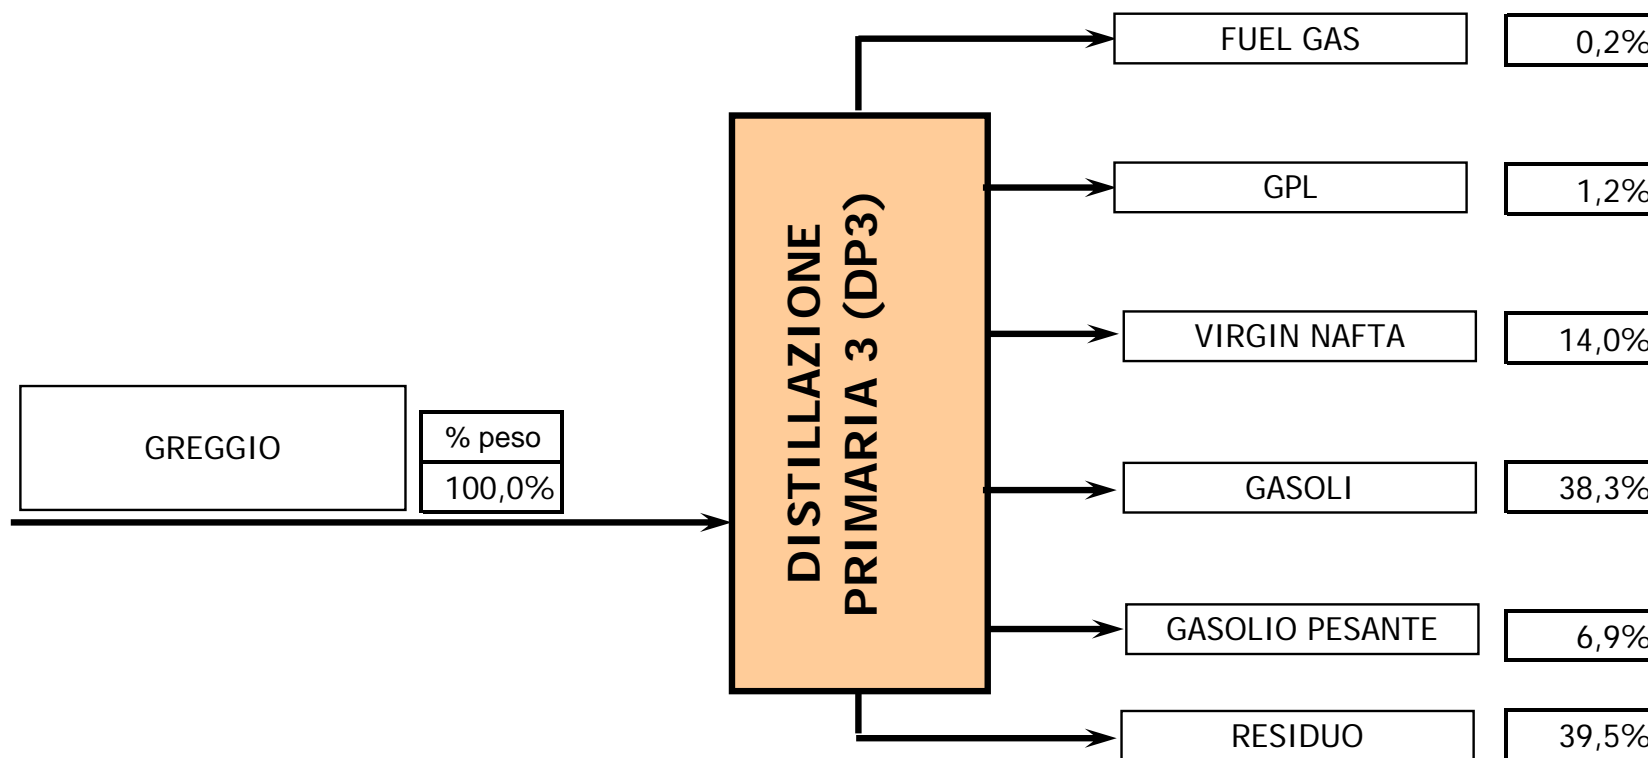 FUEL GAS 0,2%
GPL 1,2%
DISTILLAZIONE
PRIMARIA 3 (DP3)
VIRGIN NAFTA 14,0%
GREGGIO
% peso
100,0%
GASOLI 38,3%
GASOLIO PESANTE 6,9%
RESIDUO 39,5%